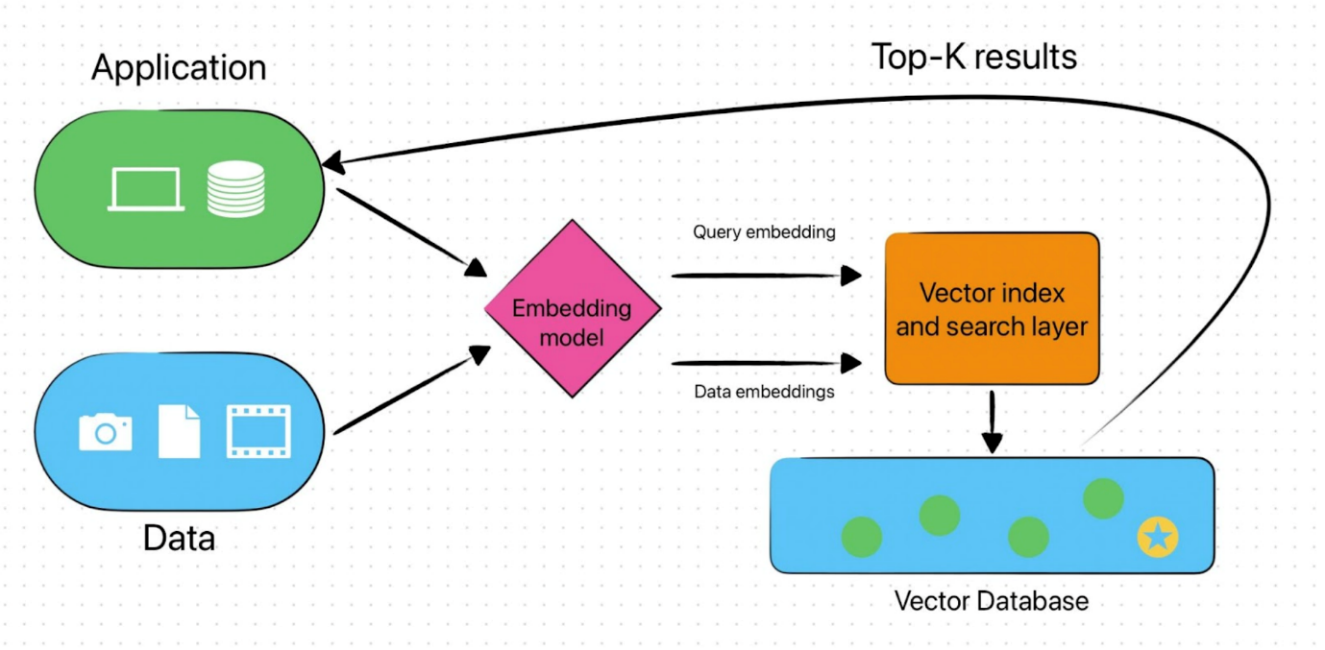 Application
Top-K results
Query embedding
Embedding
model
Vector index
and search layer
Data embeddings
Data
Vector Database